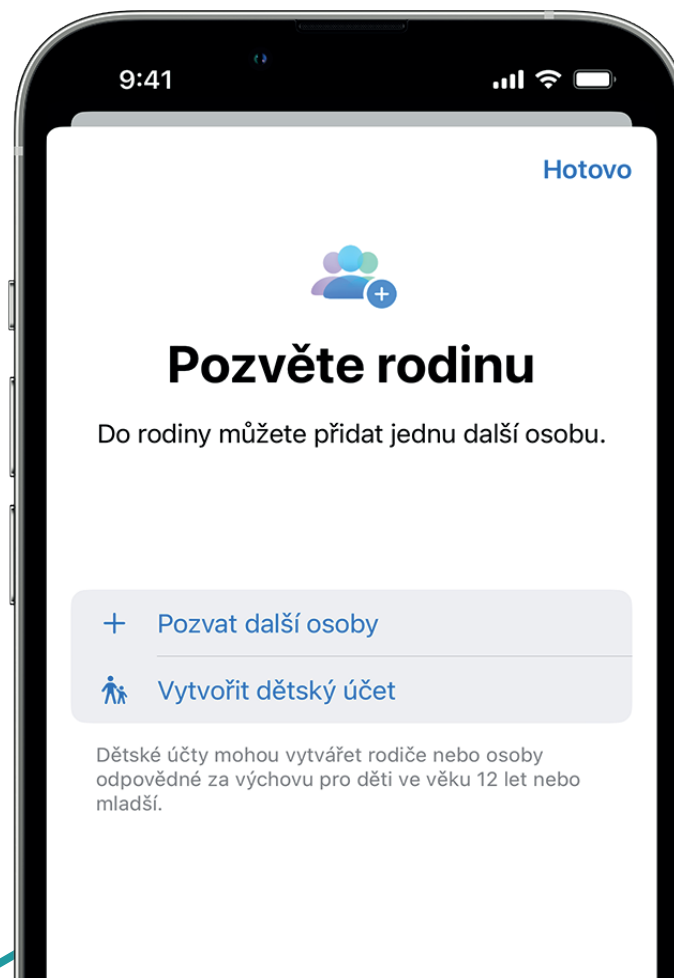 9:41
Hotovo
Pozvěte rodinu
Do rodiny můžete přidat jednu další osobu.
Pozvat další osoby
Vytvořit dětský účet
Dětské účty mohou vytvářet rodiče nebo osoby
odpovědné za výchovu pro děti ve věku 12 let nebo
mladší.